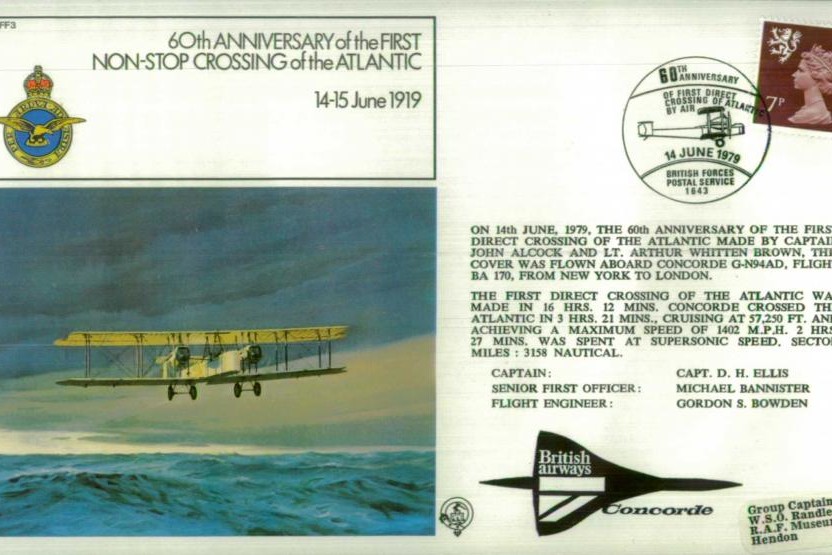 FF3
60th ANNIVERSARY of the FIRST
NON-STOP CROSSING of the ATLANTIC
14-15 June 1919
60TH ANNIVERSARY
OF FIRST DIRECT
CROSSING OF ATLANTIC
BY AIR
14 JUNE 1979
BRITISH FORCES
POSTAL SERVICE
1643
7P
ON 14th JUNE, 1979, THE 60th ANNIVERSARY OF THE FIRS
DIRECT CROSSING OF THE ATLANTIC MADE BY CAPTAI
JOHN ALCOCK AND LT. ARTHUR WHITTEN BROWN, THI
COVER WAS FLOWN ABOARD CONCORDE G-N94AD, FLIGH
BA 170, FROM NEW YORK TO LONDON.
THE FIRST DIRECT CROSSING OF THE ATLANTIC WA
MADE IN 16 HRS. 12 MINS. CONCORDE CROSSED TH
ATLANTIC IN 3 HRS. 21 MINS., CRUISING AT 57,250 FT. AN
ACHIEVING A MAXIMUM SPEED OF 1402 M.P.H. 2 HRS
27 MINS. WAS SPENT AT SUPERSONIC SPEED. SECTO
MILES : 3158 NAUTICAL.
CAPTAIN: CAPT. D. H. ELLIS
SENIOR FIRST OFFICER: MICHAEL BANNISTER
FLIGHT ENGINEER: GORDON S. BOWDEN
British
airways
Concorde
Group Captain
W.S.O. Randle
R.A.F. Museum
Hendon